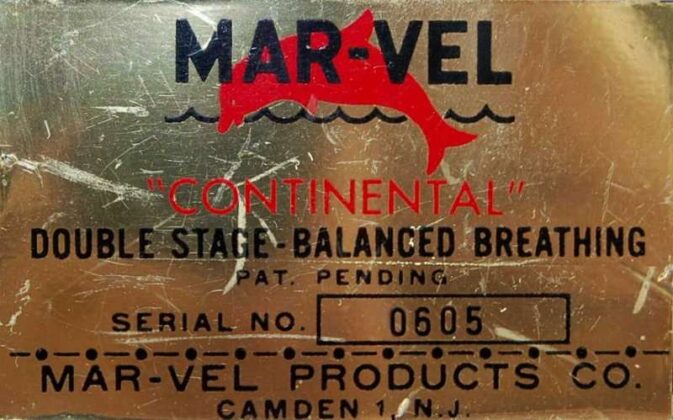 MAR-VEL
"CONTINENTAL"
DOUBLE STAGE-BALANCED BREATHING
PAT. PENDING
SERIAL NO. 0605
MAR-VEL PRODUCTS CO.
CAMDEN 1, N.J.